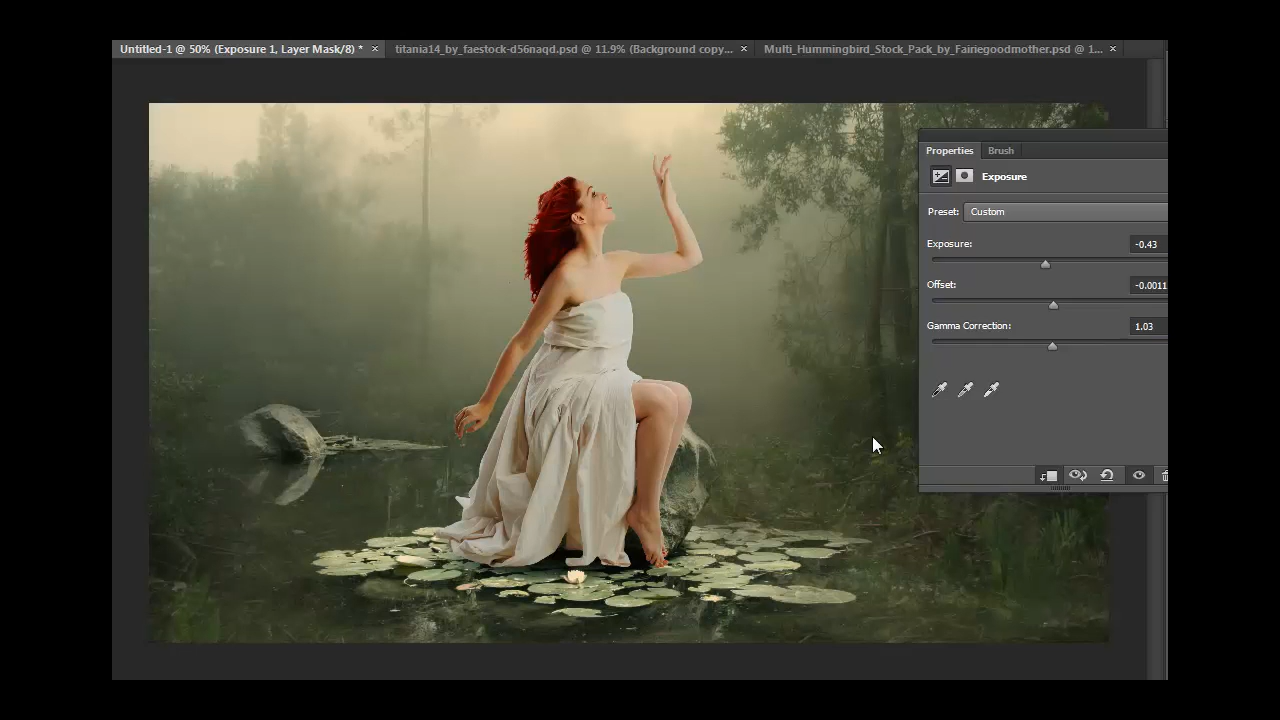 Untitled-1 @ 50% (Exposure 1, Layer Mask/8) * × titania14_by_faestock-d56naqd.psd @ 11.9% (Background copy... × Multi_Hummingbird_Stock_Pack_by_Fairiegoodmother.psd @ 1... ×
Properties Brush
Exposure
Preset: Custom
Exposure: -0.43
Offset: -0.0011
Gamma Correction: 1.03